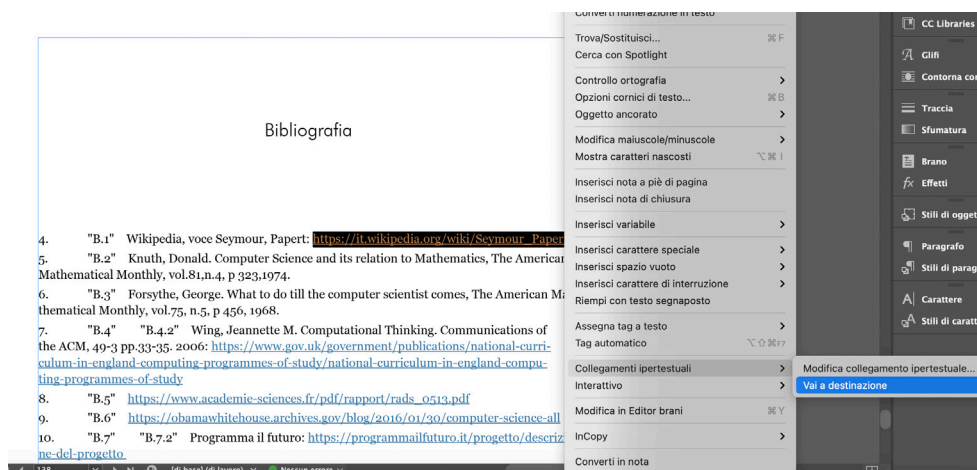 Bibliografia
4. "B.1" Wikipedia, voce Seymour, Papert: https://it.wikipedia.org/wiki/Seymour_Paper
5. "B.2" Knuth, Donald. Computer Science and its relation to Mathematics, The American
Mathematical Monthly, vol.81,n.4, p 323,1974.
6. "B.3" Forsythe, George. What to do till the computer scientist comes, The American Ma
thematical Monthly, vol.75, n.5, p 456, 1968.
7. "B.4" "B.4.2" Wing, Jeannette M. Computational Thinking. Communications of
the ACM, 49-3 pp.33-35. 2006: https://www.gov.uk/government/publications/national-curri-
culum-in-england-computing-programmes-of-study/national-curriculum-in-england-compu-
ting-programmes-of-study
8. "B.5" https://www.academie-sciences.fr/pdf/rapport/rads_0513.pdf
9. "B.6" https://obamawhitehouse.archives.gov/blog/2016/01/30/computer-science-all
10. "B.7" "B.7.2" Programma il futuro: https://programmailfuturo.it/progetto/descriz
ne-del-progetto
138
[di base] (di lavoro)
Nessun errore
Converti numerazione in testo
Trova/Sostituisci... ⌘F
Cerca con Spotlight
Controllo ortografia
Opzioni cornici di testo... ⌘B
Oggetto ancorato
Modifica maiuscole/minuscole
Mostra caratteri nascosti ⌥⌘I
Inserisci nota a piè di pagina
Inserisci nota di chiusura
Inserisci variabile
Inserisci carattere speciale
Inserisci spazio vuoto
Inserisci carattere di interruzione
Riempi con testo segnaposto
Assegna tag a testo
Tag automatico ⌥⇧⌘F7
Collegamenti ipertestuali
Interattivo
Modifica in Editor brani ⌘Y
InCopy
Converti in nota
Modifica collegamento ipertestuale...
Vai a destinazione
CC Libraries
Glifi
Contorna con
Traccia
Sfumatura
Brano
fx Effetti
Stili di ogget
Paragrafo
Stili di parag
Carattere
Stili di caratt